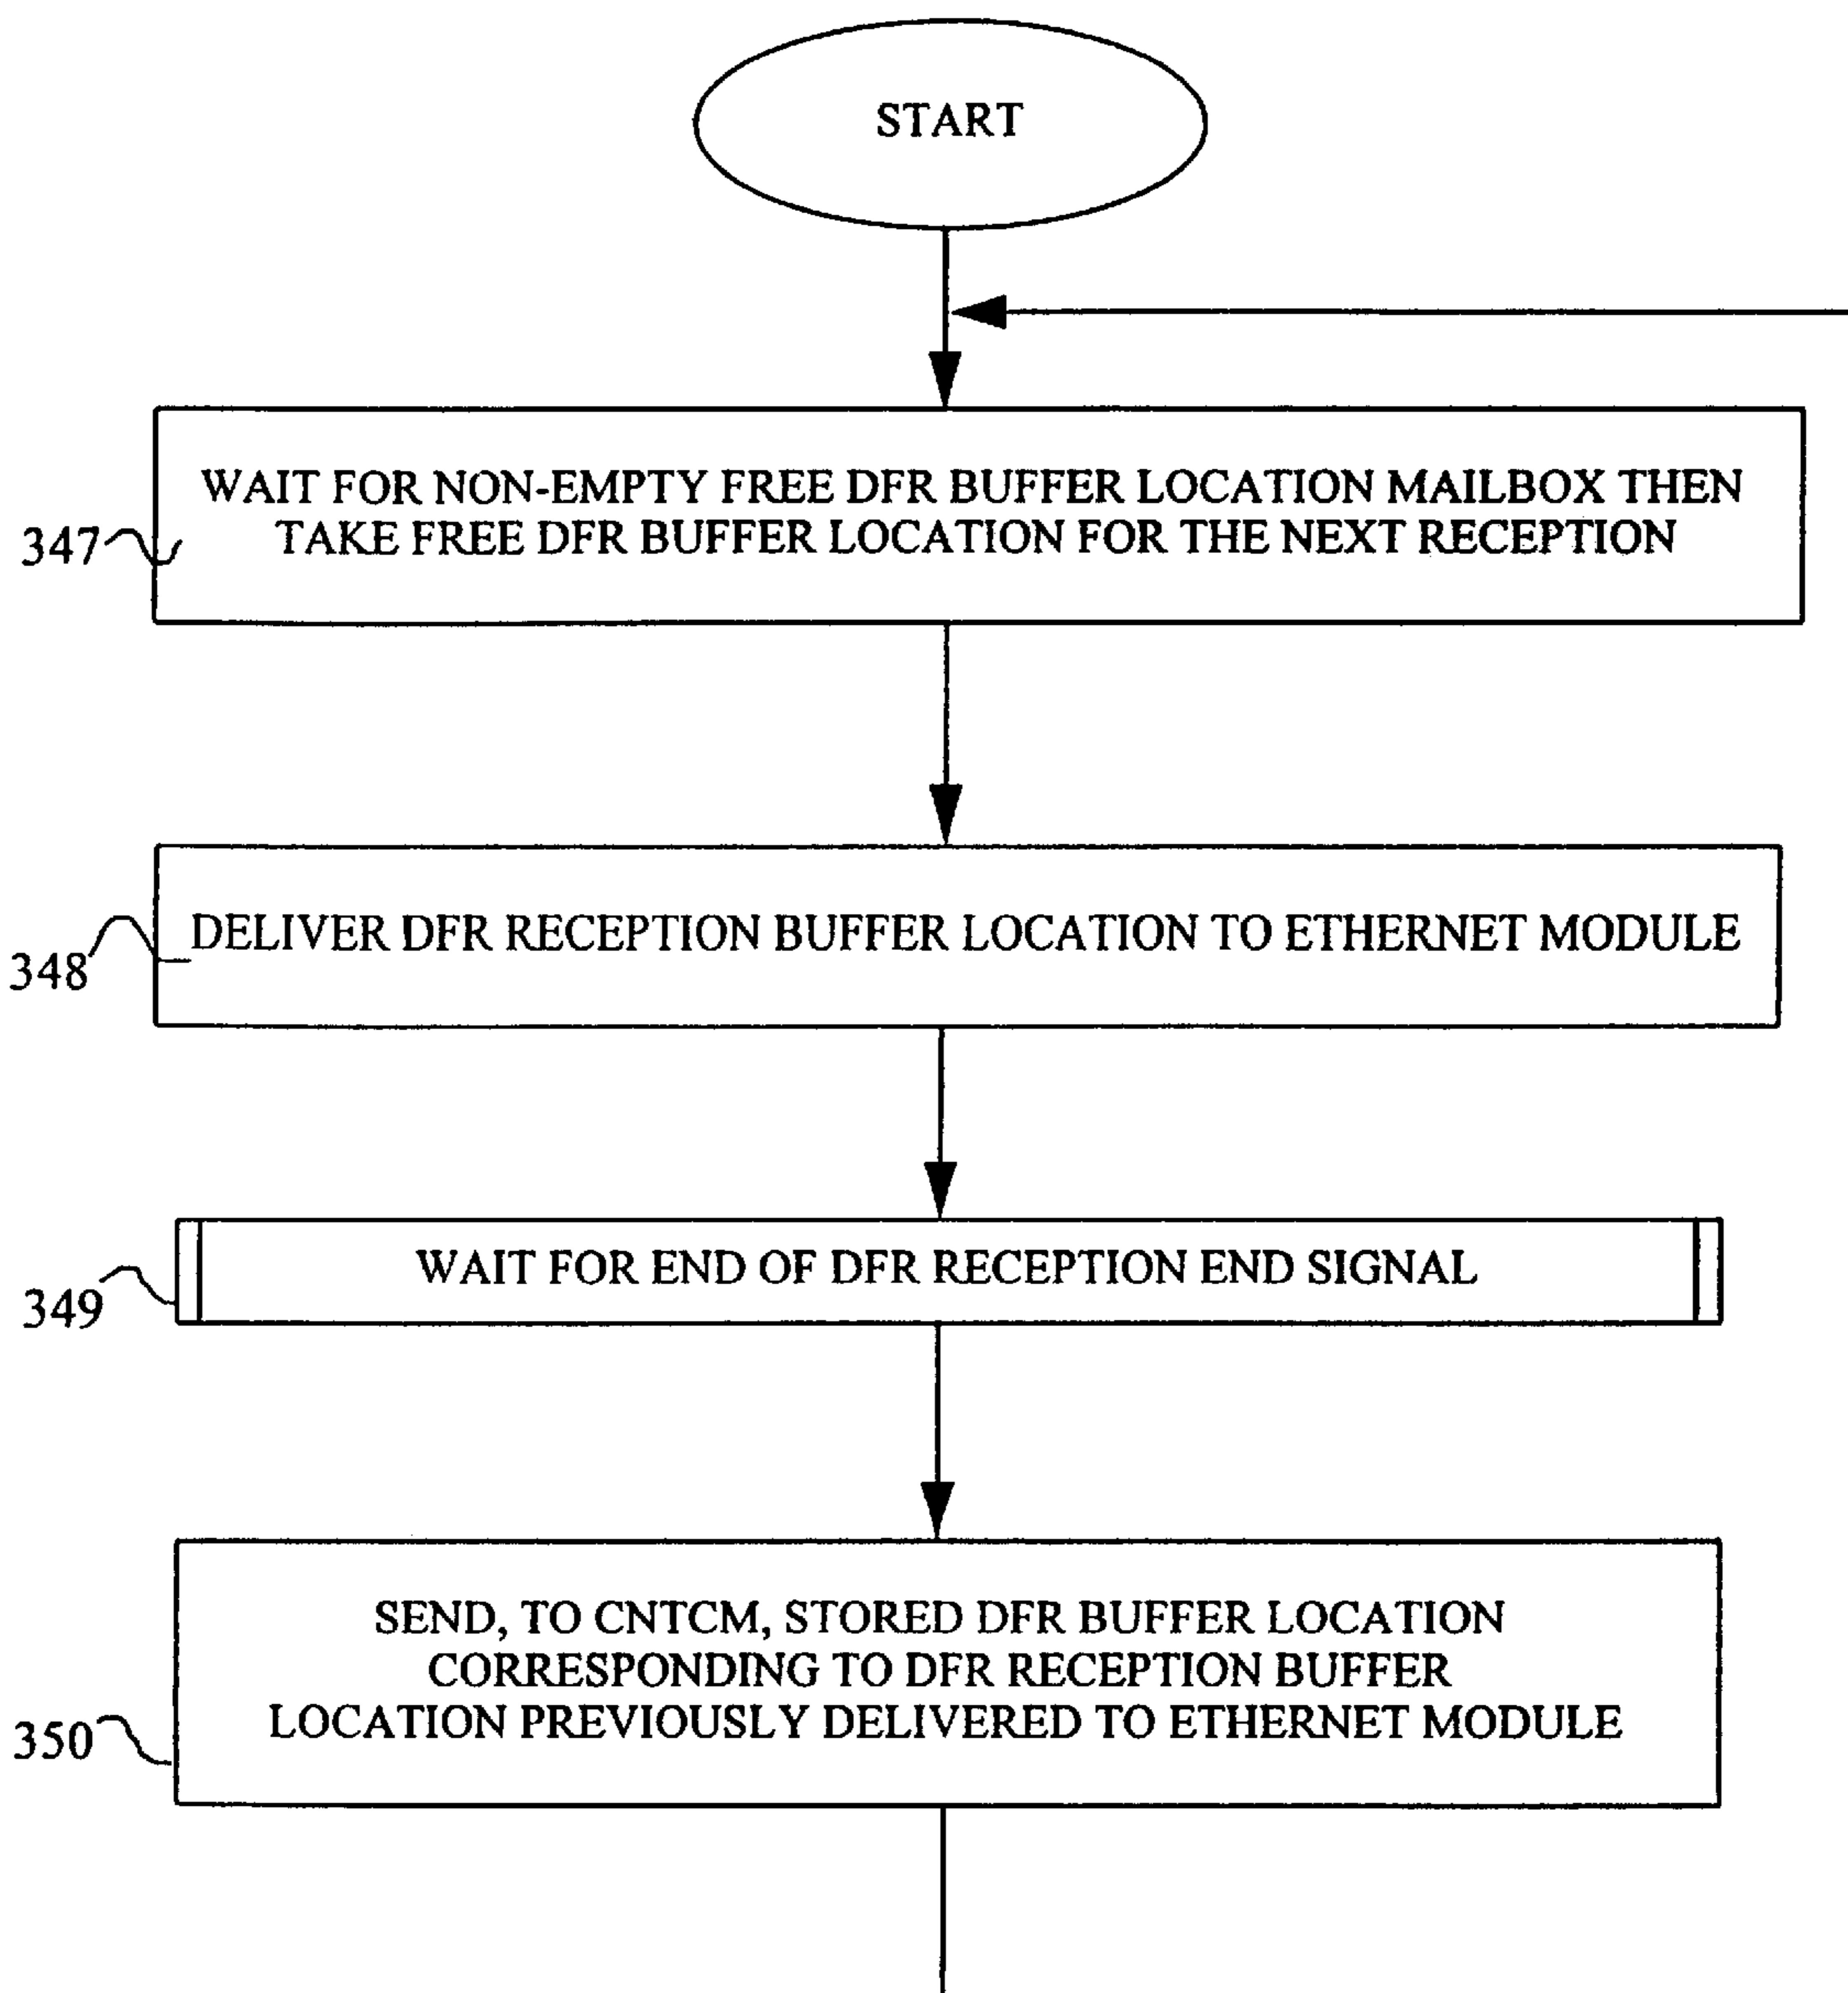 START
WAIT FOR NON-EMPTY FREE DFR BUFFER LOCATION MAILBOX THEN
TAKE FREE DFR BUFFER LOCATION FOR THE NEXT RECEPTION
347
DELIVER DFR RECEPTION BUFFER LOCATION TO ETHERNET MODULE
348
WAIT FOR END OF DFR RECEPTION END SIGNAL
349
SEND, TO CNTCM, STORED DFR BUFFER LOCATION
CORRESPONDING TO DFR RECEPTION BUFFER
LOCATION PREVIOUSLY DELIVERED TO ETHERNET MODULE
350